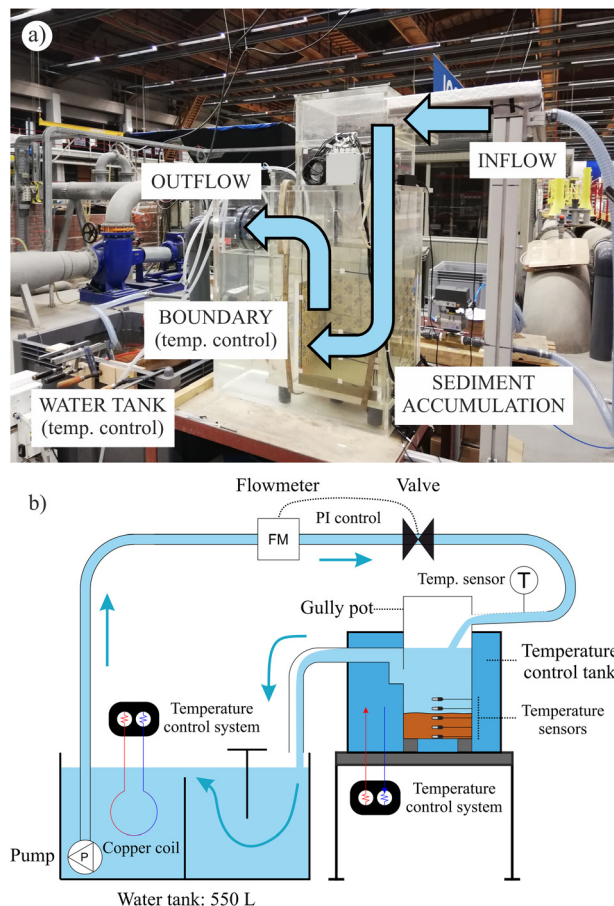 a)
INFLOW
OUTFLOW
BOUNDARY
(temp. control)
WATER TANK
(temp. control)
SEDIMENT
ACCUMULATION
b)
Flowmeter
Valve
PI control
FM
Temp. sensor
T
Gully pot
Temperature
control tank
Temperature
sensors
Temperature
control system
Temperature
control system
Copper coil
Pump
P
Water tank: 550 L